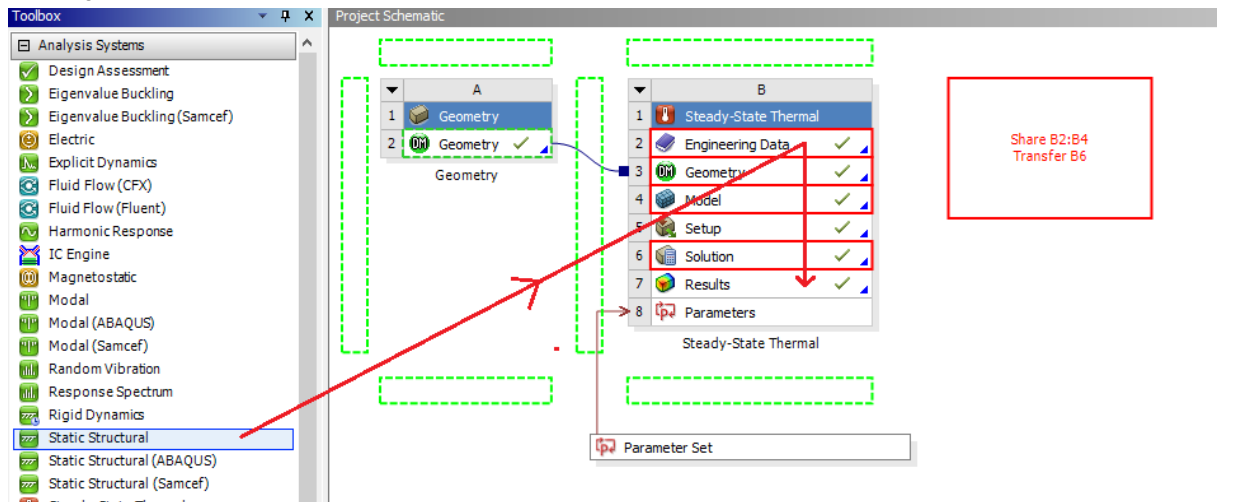 Toolbox
Analysis Systems
Design Assessment
Eigenvalue Buckling
Eigenvalue Buckling (Samcef)
Electric
Explicit Dynamics
Fluid Flow (CFX)
Fluid Flow (Fluent)
Harmonic Response
IC Engine
Magnetostatic
Modal
Modal (ABAQUS)
Modal (Samcef)
Random Vibration
Response Spectrum
Rigid Dynamics
Static Structural
Static Structural (ABAQUS)
Static Structural (Samcef)
Project Schematic
A
1 Geometry
2 DM Geometry
Geometry
B
1 Steady-State Thermal
2 Engineering Data
3 DM Geometry
4 Model
5 Setup
6 Solution
7 Results
8 Parameters
Steady-State Thermal
Parameter Set
Share B2:B4
Transfer B6